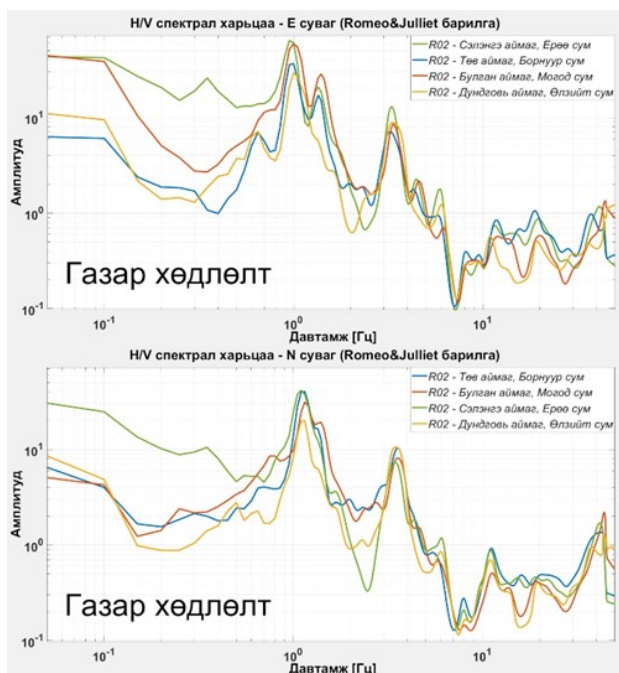 H/V спектрал харьцаа - E суваг (Romeo&Julliet барилга)
R02 - Сэлэнгэ аймаг, Ерөө сум
R02 - Төв аймаг, Борнуур сум
R02 - Булган аймаг, Могод сум
R02 - Дундговь аймаг, Өлзийт сум
Амплитуд
10^1
10^0
10^-1
Газар хөдлөлт
10^-1
10^0
10^1
Давтамж [Гц]
H/V спектрал харьцаа - N суваг (Romeo&Julliet барилга)
R02 - Төв аймаг, Борнуур сум
R02 - Булган аймаг, Могод сум
R02 - Сэлэнгэ аймаг, Ерөө сум
R02 - Дундговь аймаг, Өлзийт сум
Амплитуд
10^1
10^0
10^-1
Газар хөдлөлт
10^-1
10^0
10^1
Давтамж [Гц]